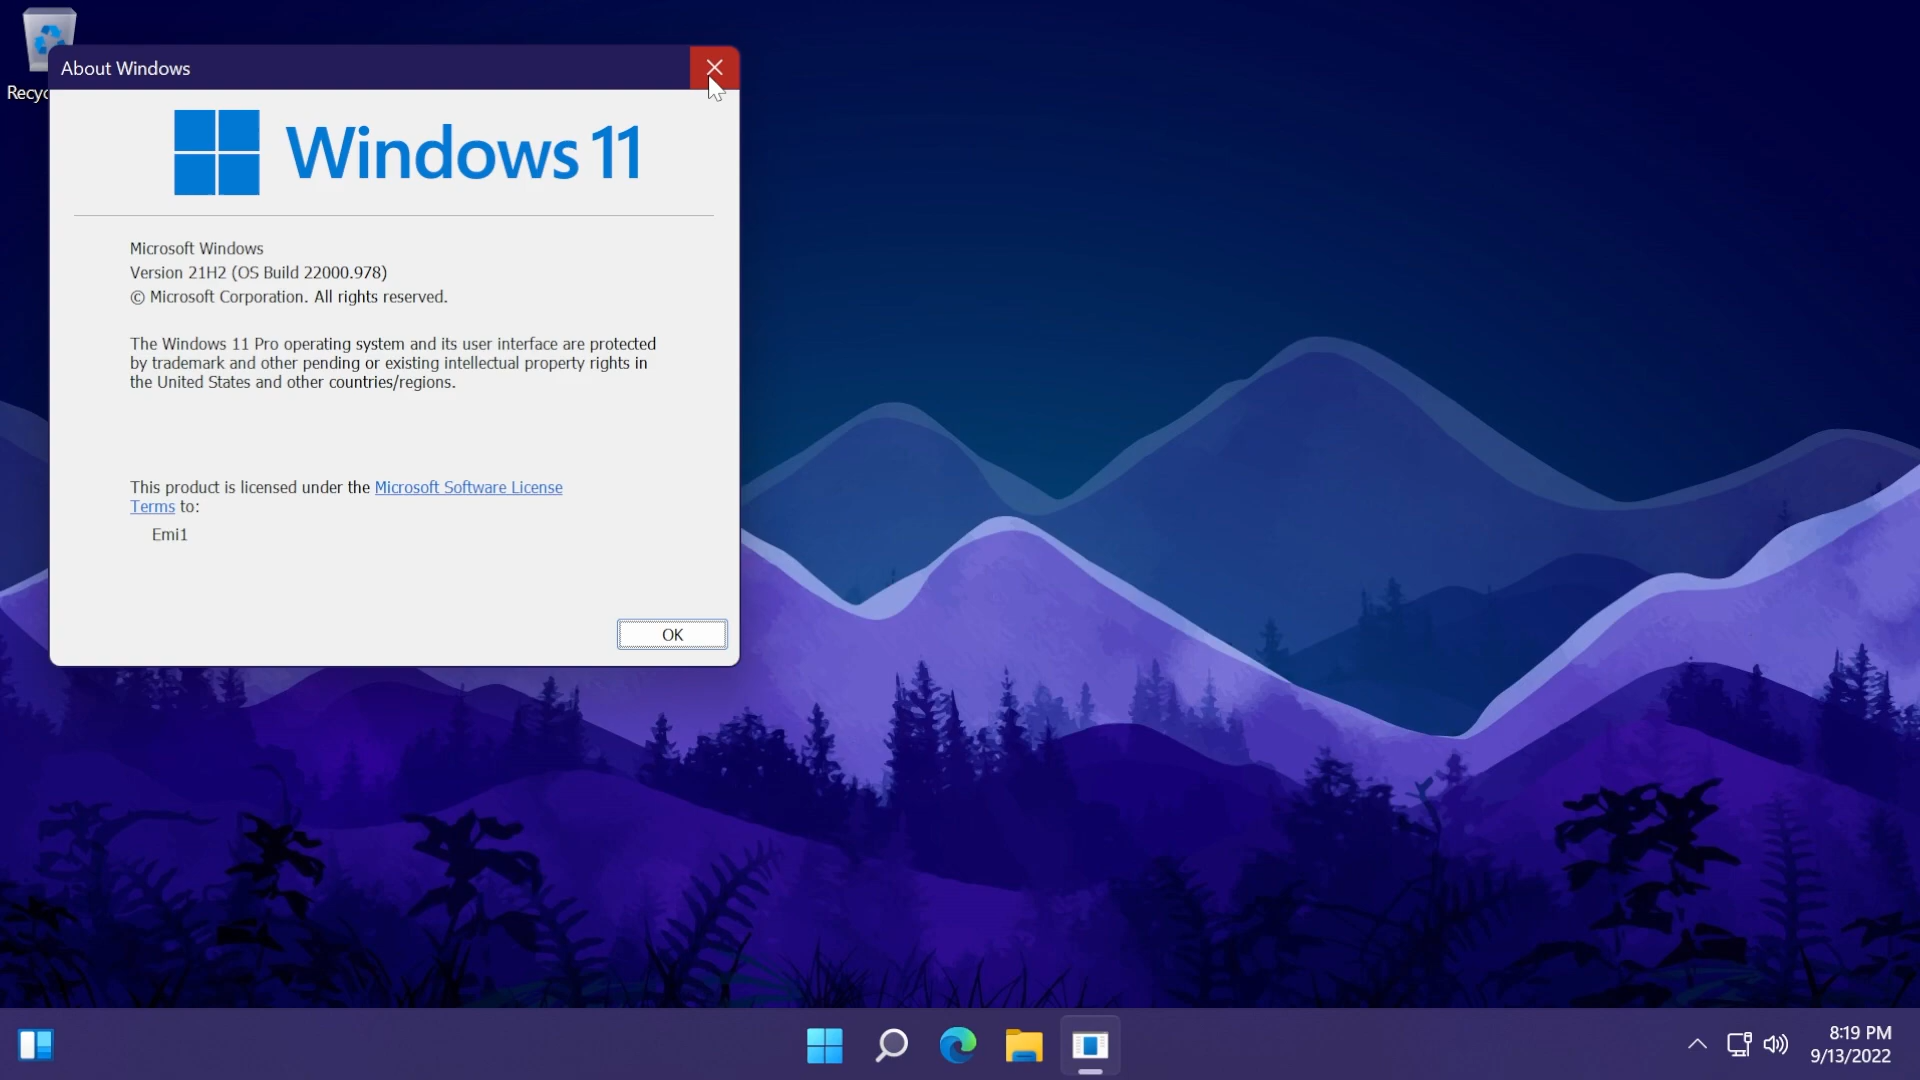 Recyc
About Windows
Windows 11
Microsoft Windows
Version 21H2 (OS Build 22000.978)
© Microsoft Corporation. All rights reserved.
The Windows 11 Pro operating system and its user interface are protected
by trademark and other pending or existing intellectual property rights in
the United States and other countries/regions.
This product is licensed under the Microsoft Software License
Terms to:
Emi1
OK
8:19 PM
9/13/2022